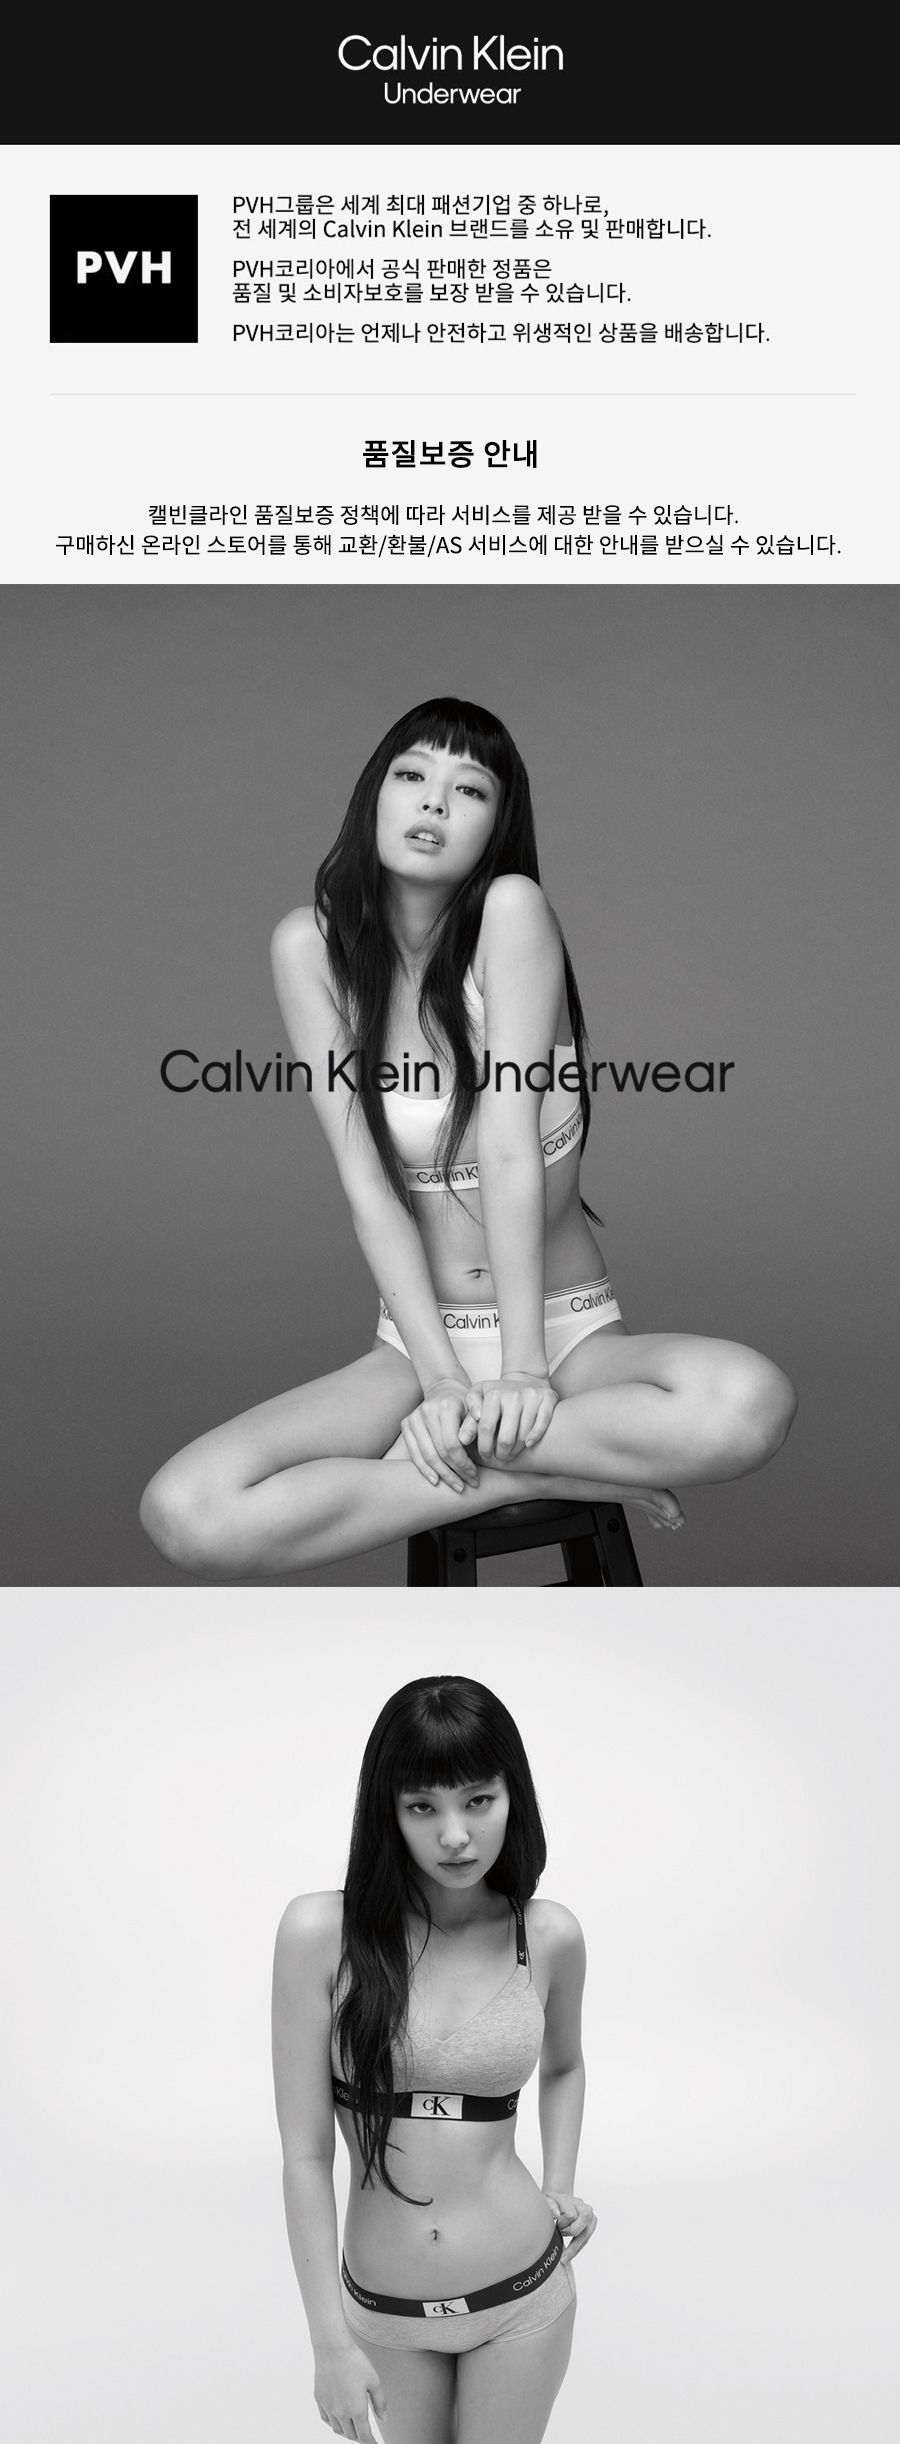 Calvin Klein
Underwear
PVH
PVH그룹은 세계 최대 패션기업 중 하나로,
전 세계의 Calvin Klein 브랜드를 소유 및 판매합니다.
PVH코리아에서 공식 판매한 정품은
품질 및 소비자보호를 보장 받을 수 있습니다.
PVH코리아는 언제나 안전하고 위생적인 상품을 배송합니다.
품질보증 안내
캘빈클라인 품질보증 정책에 따라 서비스를 제공 받을 수 있습니다.
구매하신 온라인 스토어를 통해 교환/환불/AS 서비스에 대한 안내를 받으실 수 있습니다.
Calvin Klein Underwear
Calvin Kl
Calvin
Calvin K
Calvin Kle
cK
cK
Calvin Klein
cK